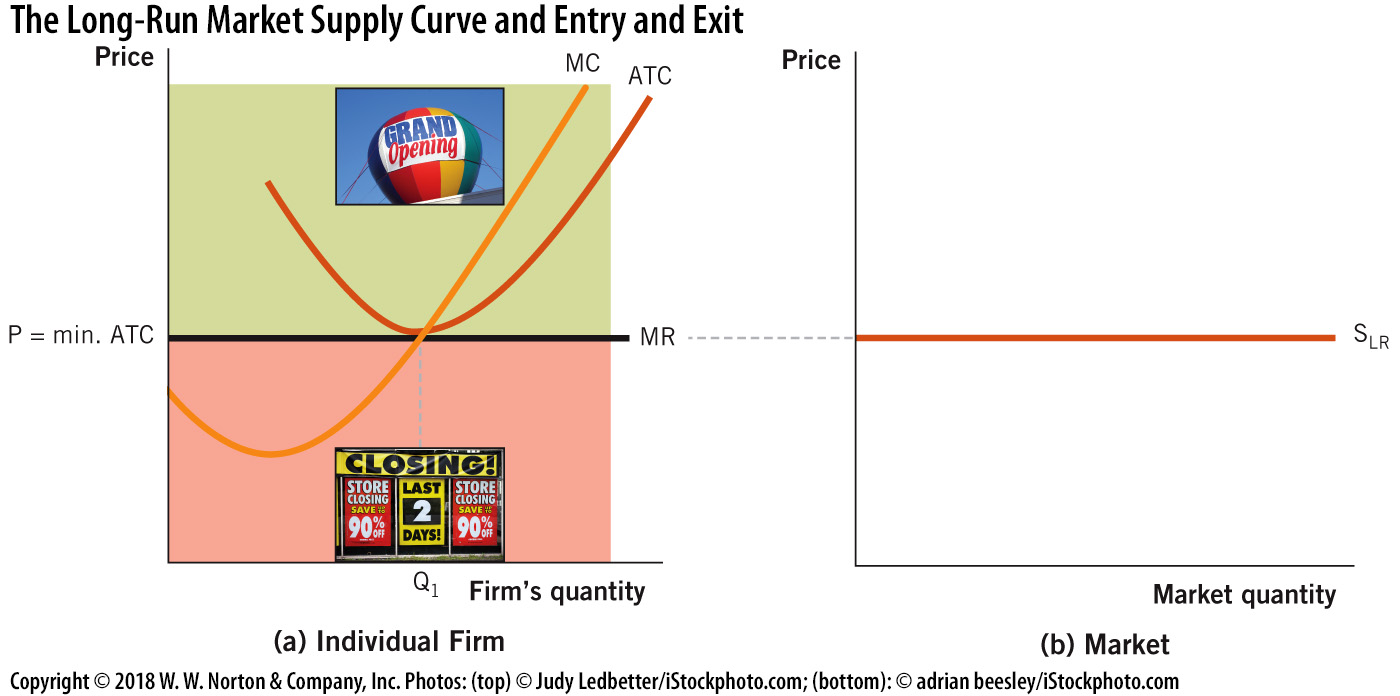 The Long-Run Market Supply Curve and Entry and Exit
Price
MC
ATC
GRAND
Opening
P = min. ATC
MR
CLOSING!
STORE
CLOSING
SAVE UP TO
90% OFF
LAST
2
DAYS!
STORE
CLOSING
SAVE UP TO
90% OFF
Q1
Firm's quantity
(a) Individual Firm
Price
SLR
Market quantity
(b) Market
Copyright © 2018 W. W. Norton & Company, Inc. Photos: (top) © Judy Ledbetter/iStockphoto.com; (bottom): © adrian beesley/iStockphoto.com